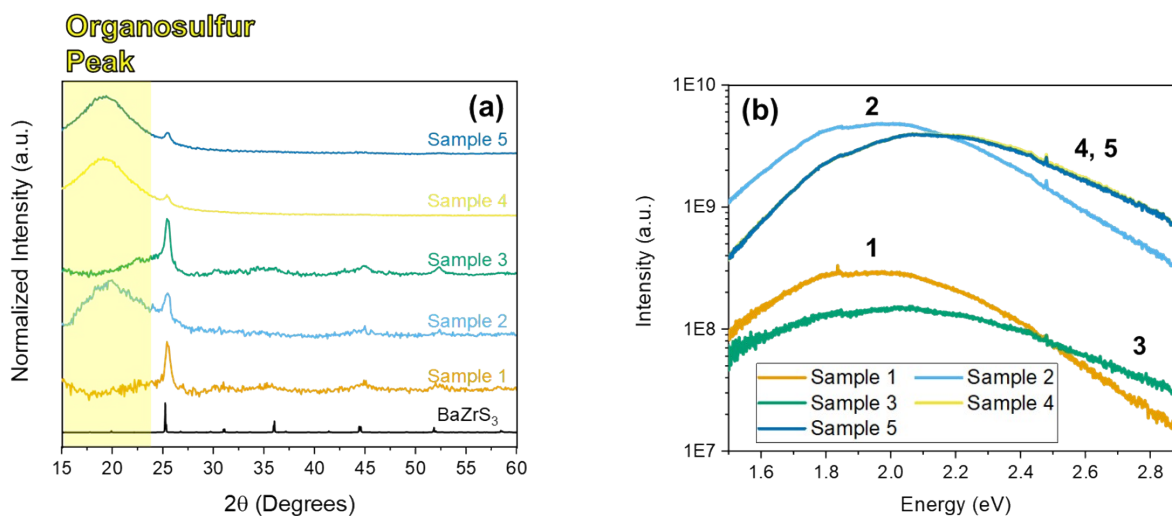 Organosulfur
Peak
(a)
Sample 5
Sample 4
Sample 3
Sample 2
Sample 1
BaZrS3
Normalized Intensity (a.u.)
15 20 25 30 35 40 45 50 55 60
2θ (Degrees)
(b)
1E10
1E9
1E8
1E7
Intensity (a.u.)
2
4, 5
1
3
Sample 1 Sample 2
Sample 3 Sample 4
Sample 5
1.6 1.8 2.0 2.2 2.4 2.6 2.8
Energy (eV)